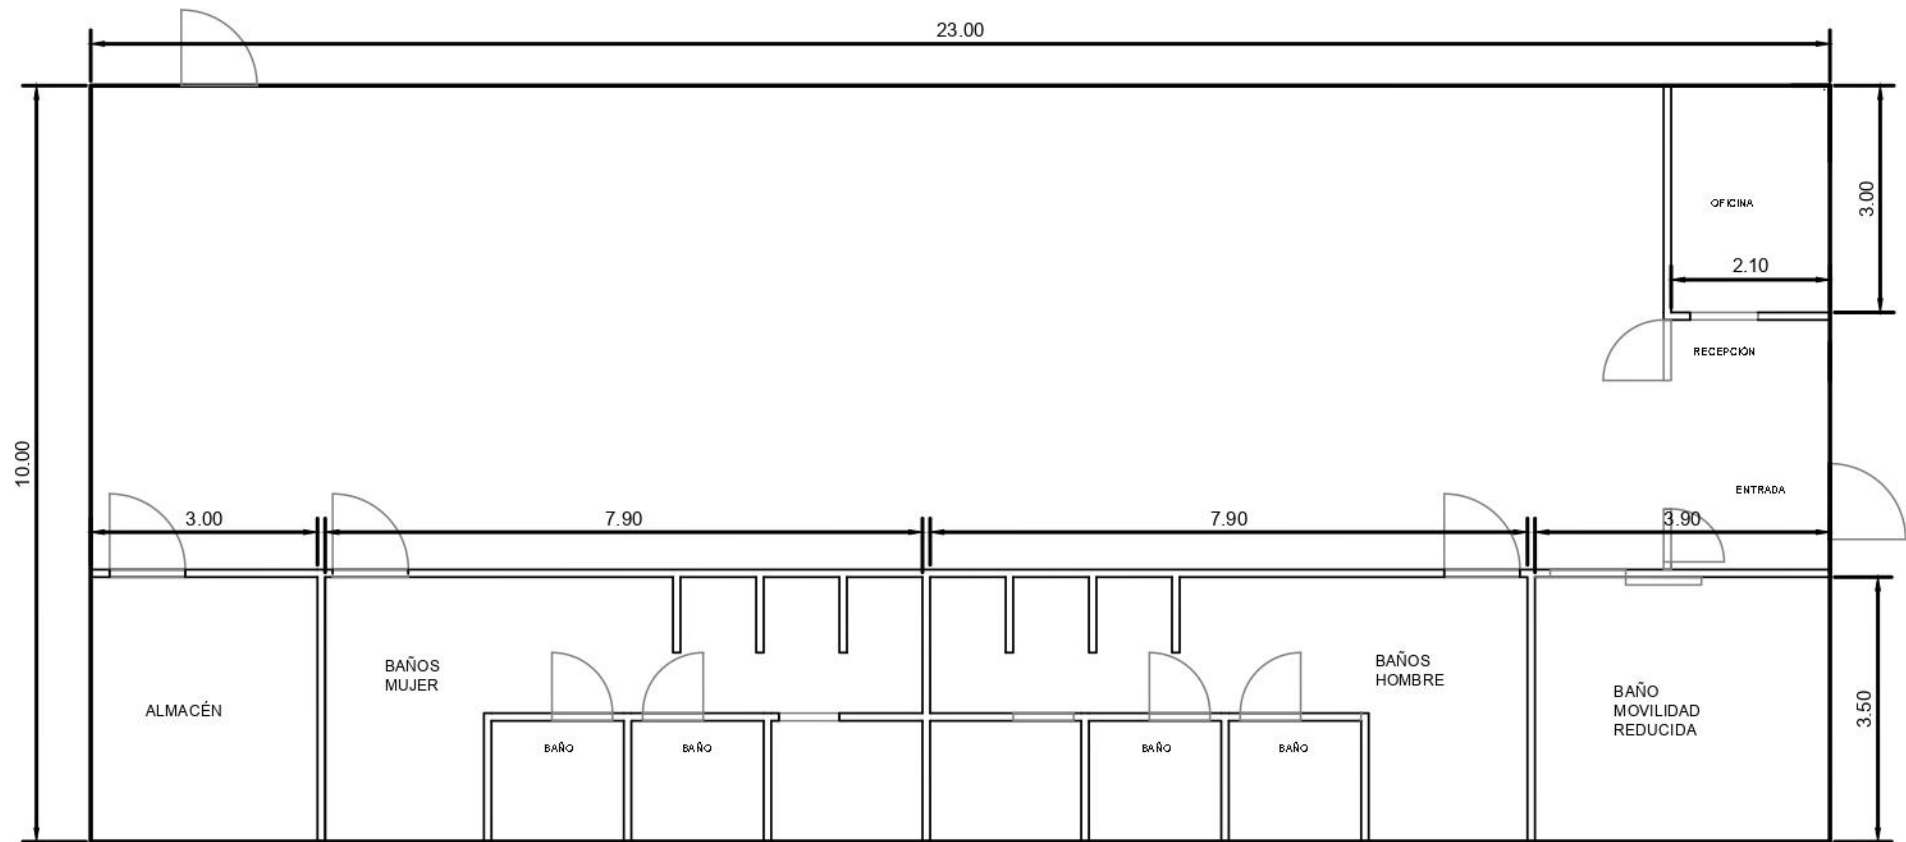 23.00
OFICINA
3.00
2.10
RECEPCIÓN
10.00
ENTRADA
3.00
7.90
7.90
3.90
BAÑOS
MUJER
BAÑOS
HOMBRE
ALMACÉN
BAÑO
MOVILIDAD
REDUCIDA
3.50
BAÑO
BAÑO
BAÑO
BAÑO